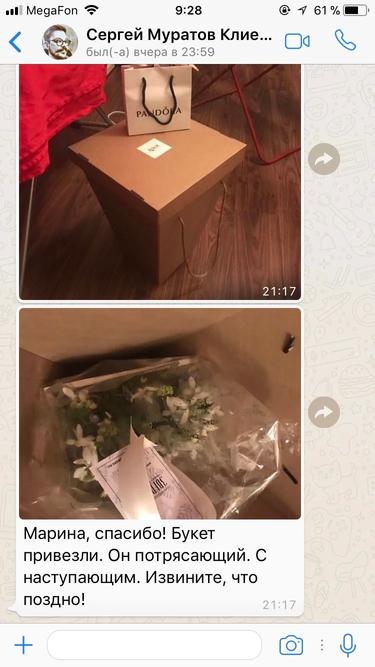 MegaFon
9:28
61 %
Сергей Муратов Клие...
был(-а) вчера в 23:59
PANDORA
21:17
Марина, спасибо! Букет
привезли. Он потрясающий. С
наступающим. Извините, что
поздно!
21:17